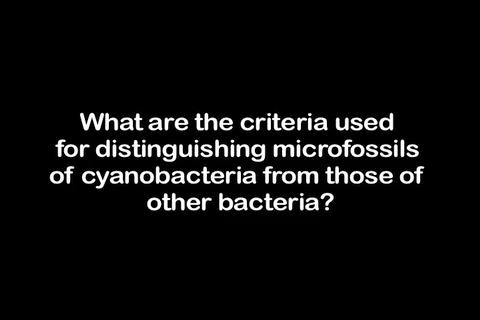 What are the criteria used
for distinguishing microfossils
of cyanobacteria from those of
other bacteria?